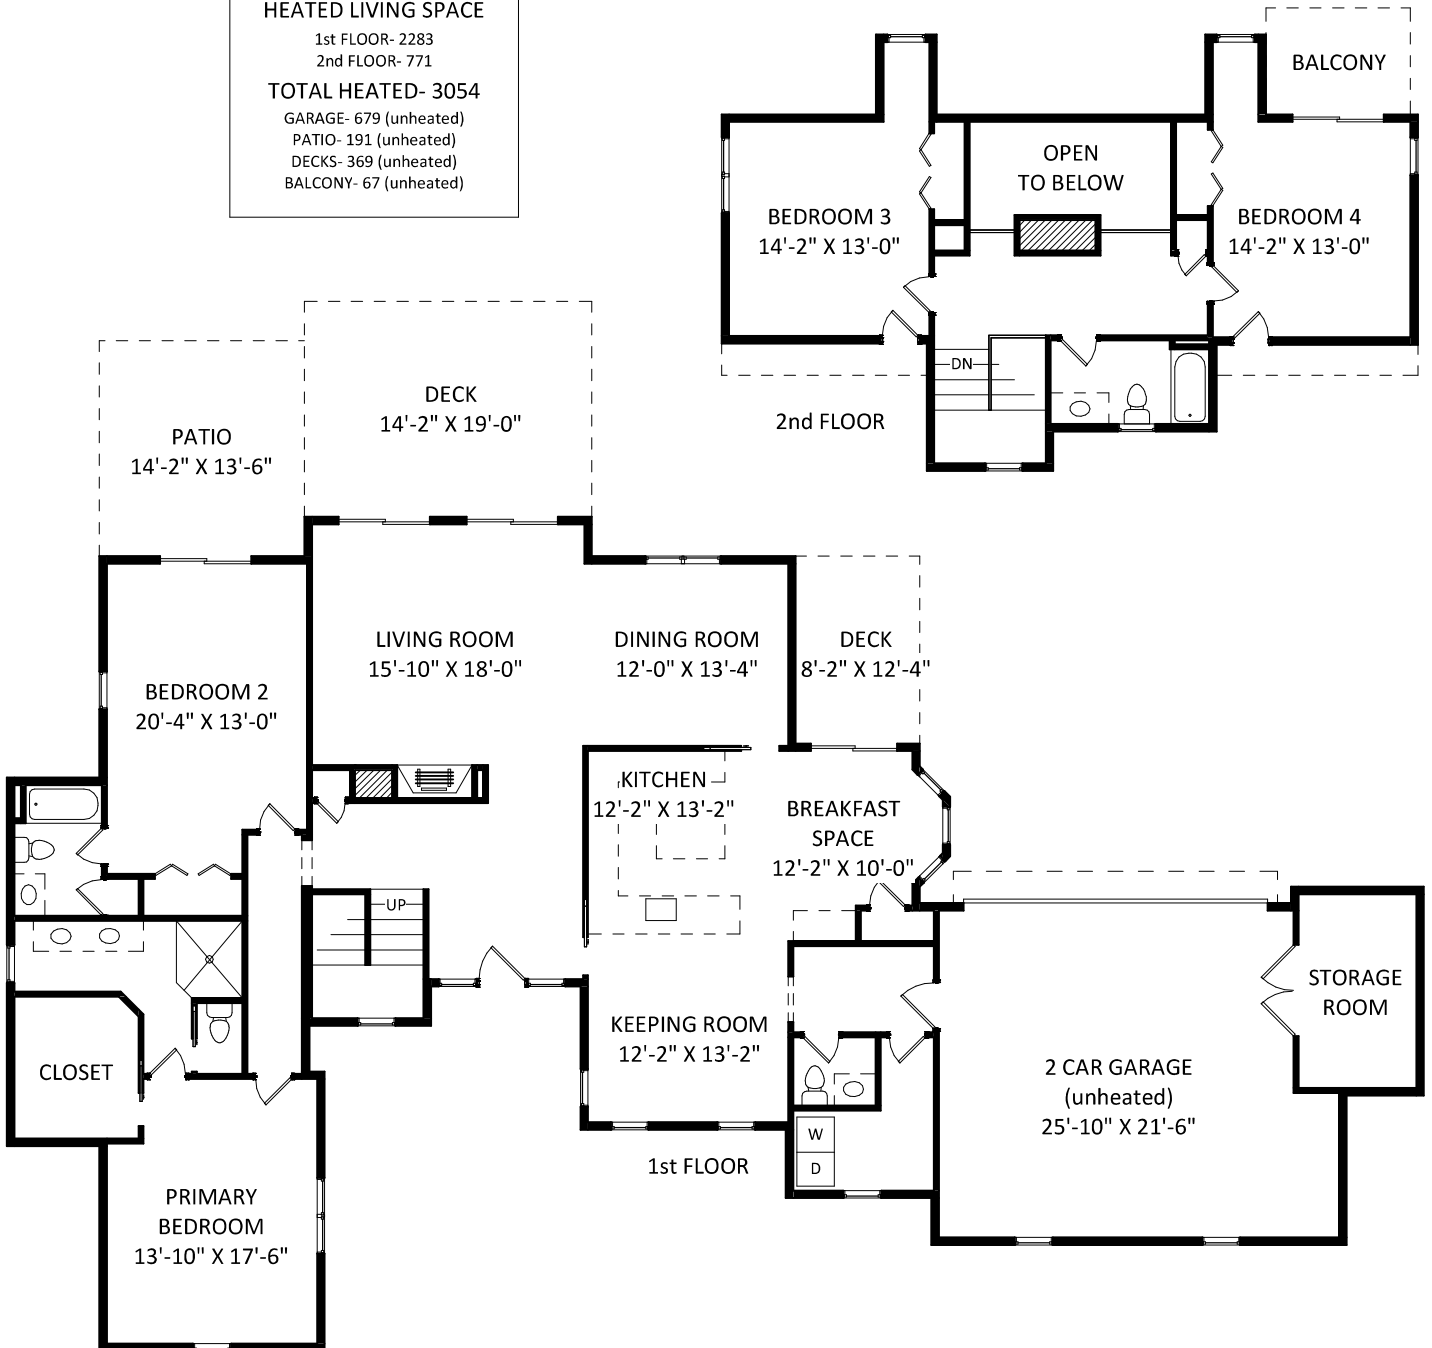 HEATED LIVING SPACE
1st FLOOR- 2283
2nd FLOOR- 771
TOTAL HEATED- 3054
GARAGE- 679 (unheated)
PATIO- 191 (unheated)
DECKS- 369 (unheated)
BALCONY- 67 (unheated)
BALCONY
OPEN
TO BELOW
BEDROOM 3
14'-2" X 13'-0"
BEDROOM 4
14'-2" X 13'-0"
DN
2nd FLOOR
DECK
14'-2" X 19'-0"
PATIO
14'-2" X 13'-6"
LIVING ROOM
15'-10" X 18'-0"
DINING ROOM
12'-0" X 13'-4"
DECK
8'-2" X 12'-4"
BEDROOM 2
20'-4" X 13'-0"
KITCHEN
12'-2" X 13'-2"
BREAKFAST
SPACE
12'-2" X 10'-0"
UP
STORAGE
ROOM
KEEPING ROOM
12'-2" X 13'-2"
CLOSET
2 CAR GARAGE
(unheated)
25'-10" X 21'-6"
W
D
1st FLOOR
PRIMARY
BEDROOM
13'-10" X 17'-6"